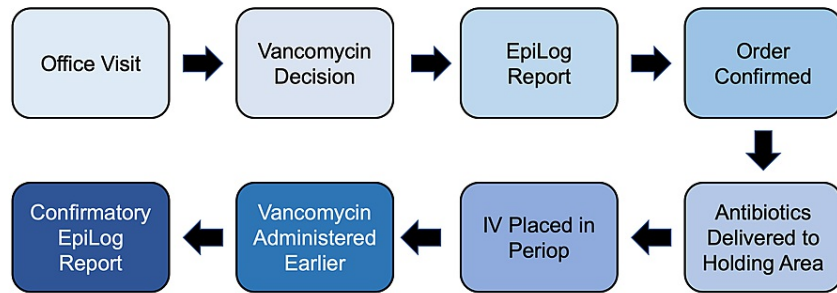 Office Visit
Vancomycin
Decision
EpiLog
Report
Order
Confirmed
Antibiotics
Delivered to
Holding Area
IV Placed in
Periop
Vancomycin
Administered
Earlier
Confirmatory
EpiLog
Report